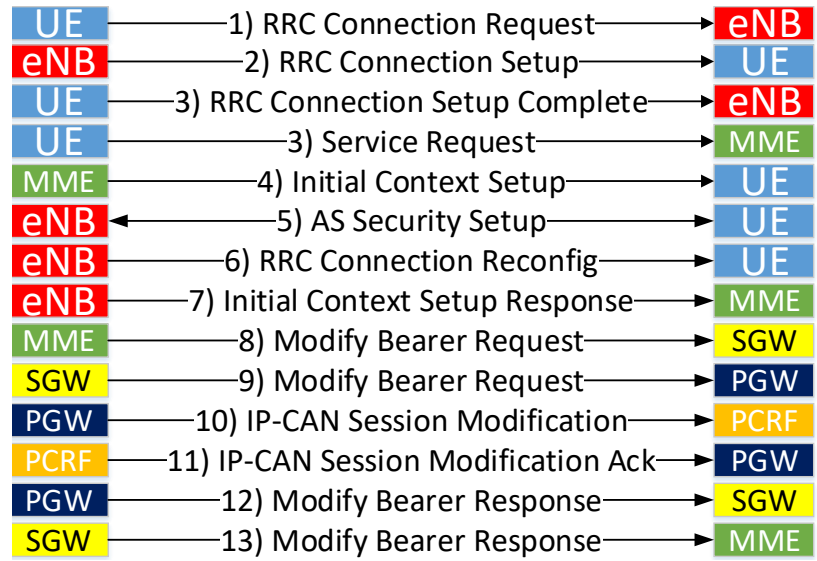 UE 1) RRC Connection Request eNB
eNB 2) RRC Connection Setup UE
UE 3) RRC Connection Setup Complete eNB
UE 3) Service Request MME
MME 4) Initial Context Setup UE
eNB 5) AS Security Setup UE
eNB 6) RRC Connection Reconfig UE
eNB 7) Initial Context Setup Response MME
MME 8) Modify Bearer Request SGW
SGW 9) Modify Bearer Request PGW
PGW 10) IP-CAN Session Modification PCRF
PCRF 11) IP-CAN Session Modification Ack PGW
PGW 12) Modify Bearer Response SGW
SGW 13) Modify Bearer Response MME